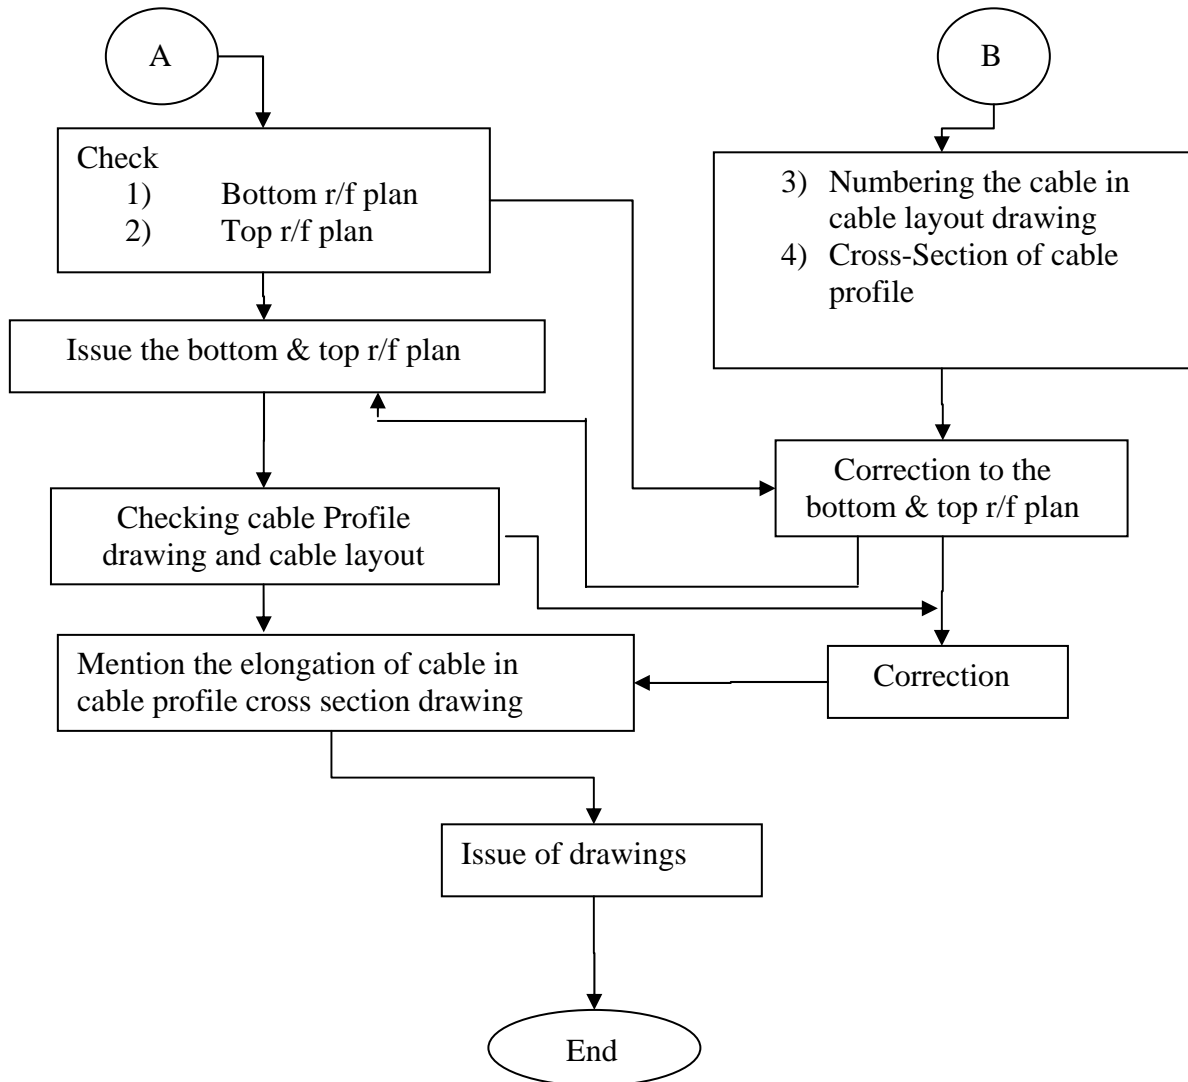 A
B
Check
1) Bottom r/f plan
2) Top r/f plan
3) Numbering the cable in
cable layout drawing
4) Cross-Section of cable
profile
Issue the bottom & top r/f plan
Correction to the
bottom & top r/f plan
Checking cable Profile
drawing and cable layout
Mention the elongation of cable in
cable profile cross section drawing
Correction
Issue of drawings
End